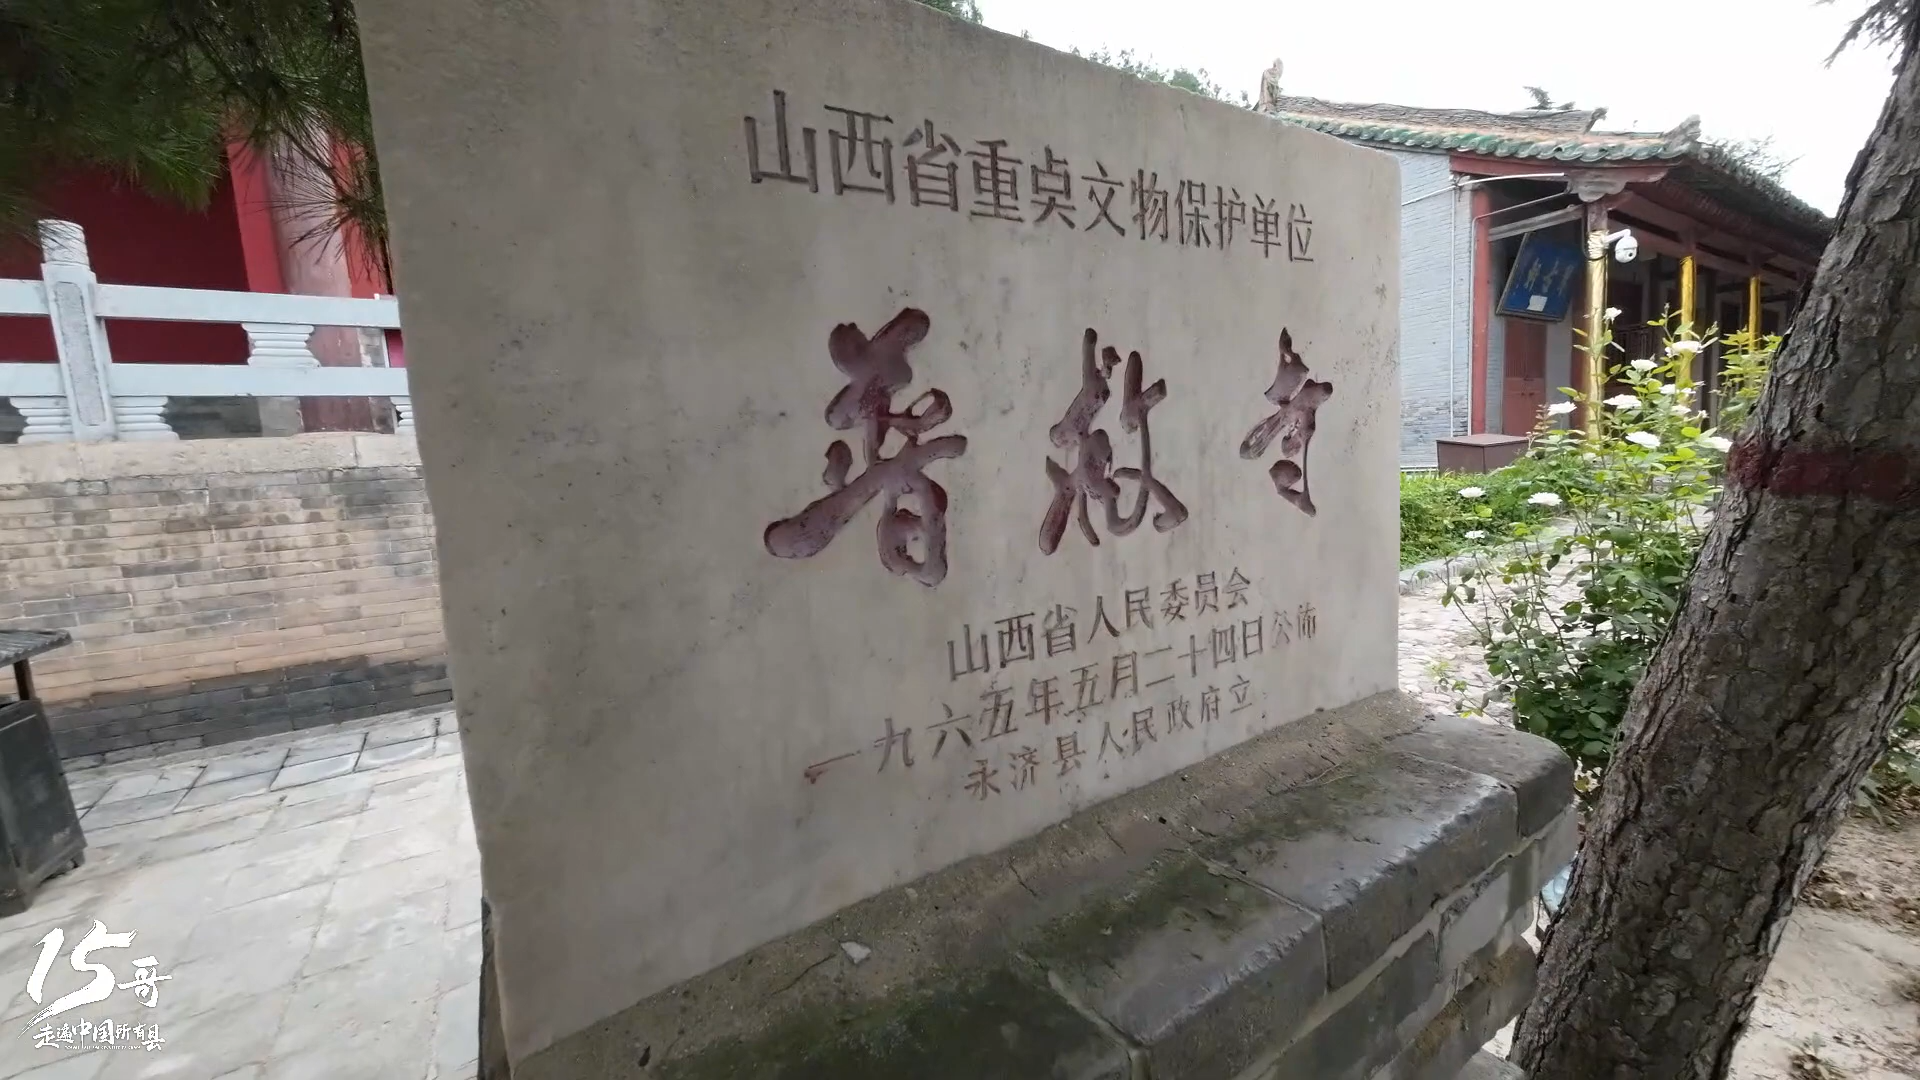 山西省重点文物保护单位
普救寺
山西省人民委员会
一九六五年五月二十四日公佈
永济县人民政府立
15哥
走遍中国所有县